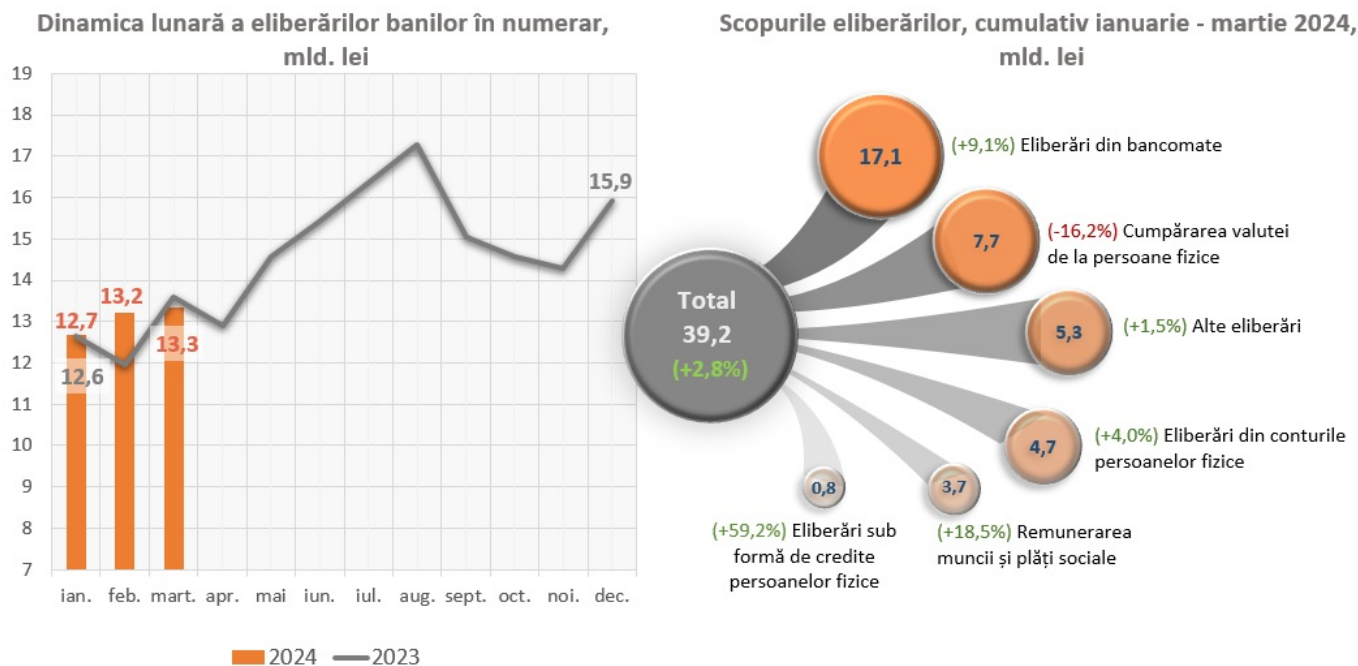 Dinamica lunară a eliberărilor banilor în numerar,
mld. lei
19
18
17
16
15
14
13
12
11
10
9
8
7
15,9
13,2
12,7
12,6
13,3
ian.
feb.
mart.
apr.
mai
iun.
iul.
aug.
sept.
oct.
noi.
dec.
2024
2023
Scopurile eliberărilor, cumulativ ianuarie - martie 2024,
mld. lei
Total
39,2
(+2,8%)
17,1
(+9,1%) Eliberări din bancomate
7,7
(-16,2%) Cumpărarea valutei
de la persoane fizice
5,3
(+1,5%) Alte eliberări
4,7
(+4,0%) Eliberări din conturile
persoanelor fizice
3,7
(+18,5%) Remunerarea
muncii și plăți sociale
0,8
(+59,2%) Eliberări sub
formă de credite
persoanelor fizice